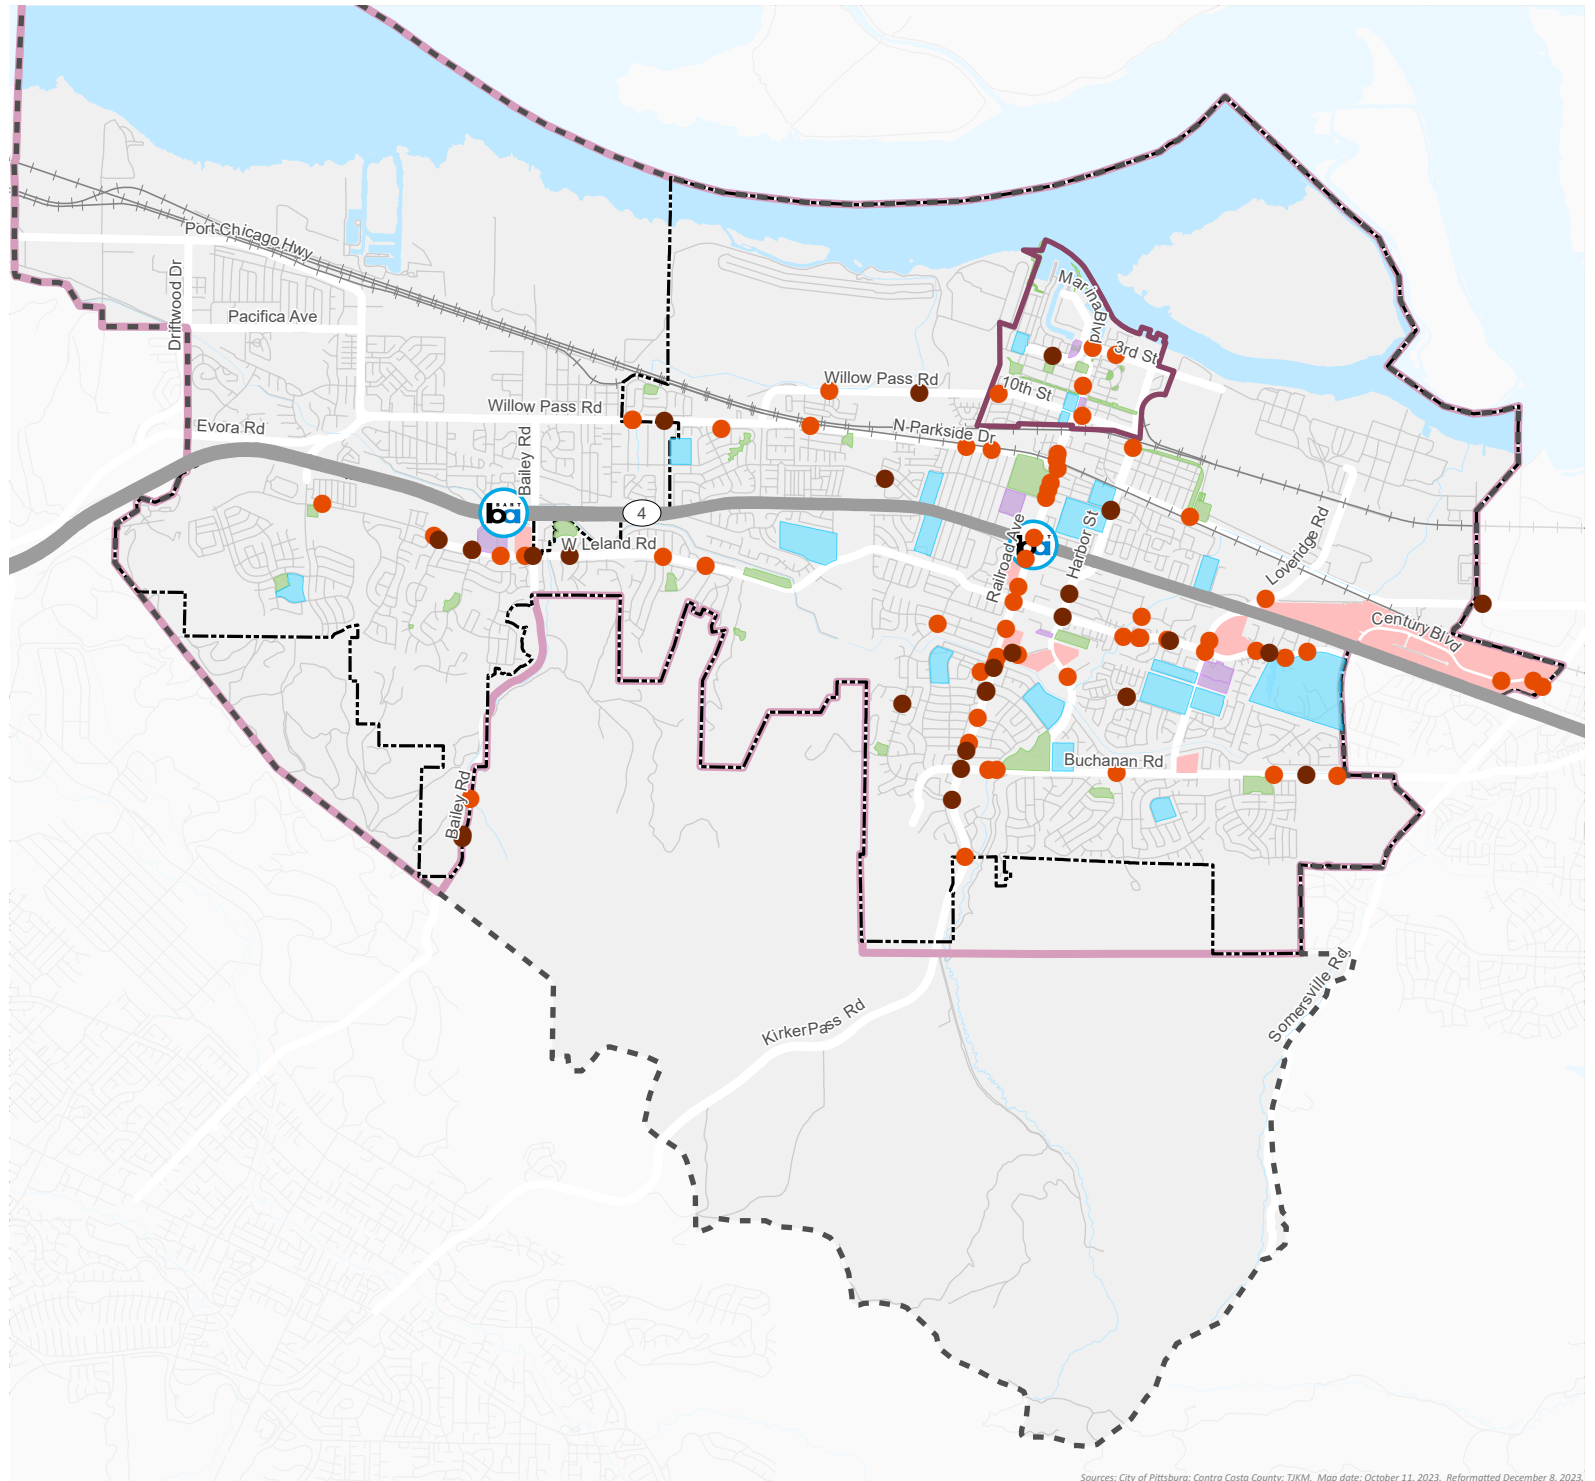 Port Chicago Hwy
Driftwood Dr
Pacifica Ave
Marina Blvd
3rd St
Willow Pass Rd
10th St
Willow Pass Rd
Evora Rd
N Parkside Dr
Bailey Rd
BART
ba
4
W Leland Rd
Railroad Ave
ba
Harbor St
Loveridge Rd
Century Blvd
Buchanan Rd
Bailey Rd
Kirker Pass Rd
Somersville Rd
Sources: City of Pittsburg; Contra Costa County; TJKM. Map date: October 11, 2023. Reformatted December 8, 2023.